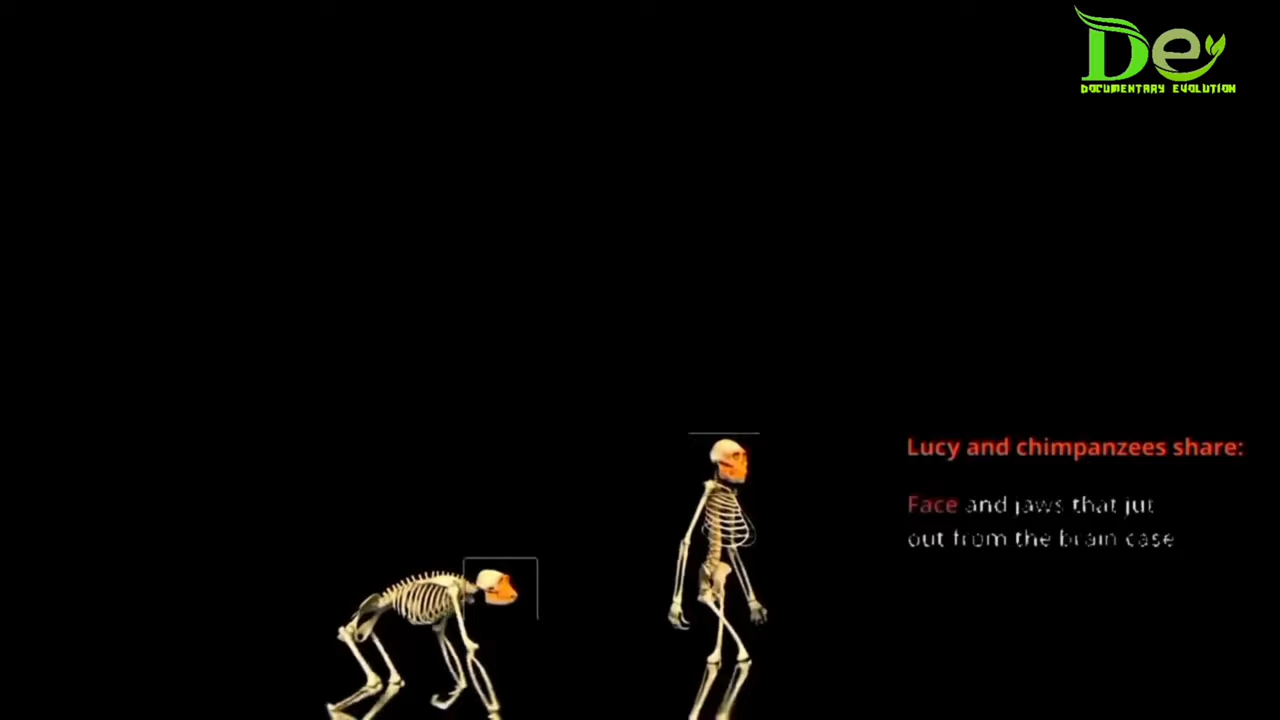 De
DOCUMENTARY EVOLUTION
Lucy and chimpanzees share:
Face and jaws that jut
out from the brain case